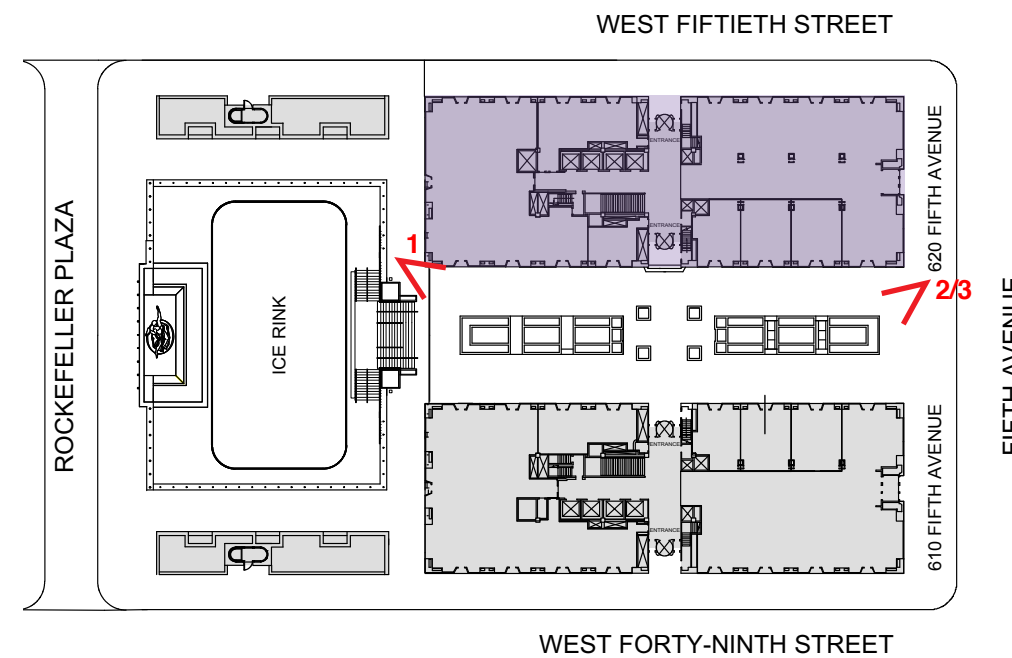 WEST FIFTIETH STREET
ENTRANCE
620 FIFTH AVENUE
ROCKEFELLER PLAZA
ENTRANCE
1
2/3
FIFTH AVENUE
ICE RINK
ENTRANCE
610 FIFTH AVENUE
ENTRANCE
WEST FORTY-NINTH STREET